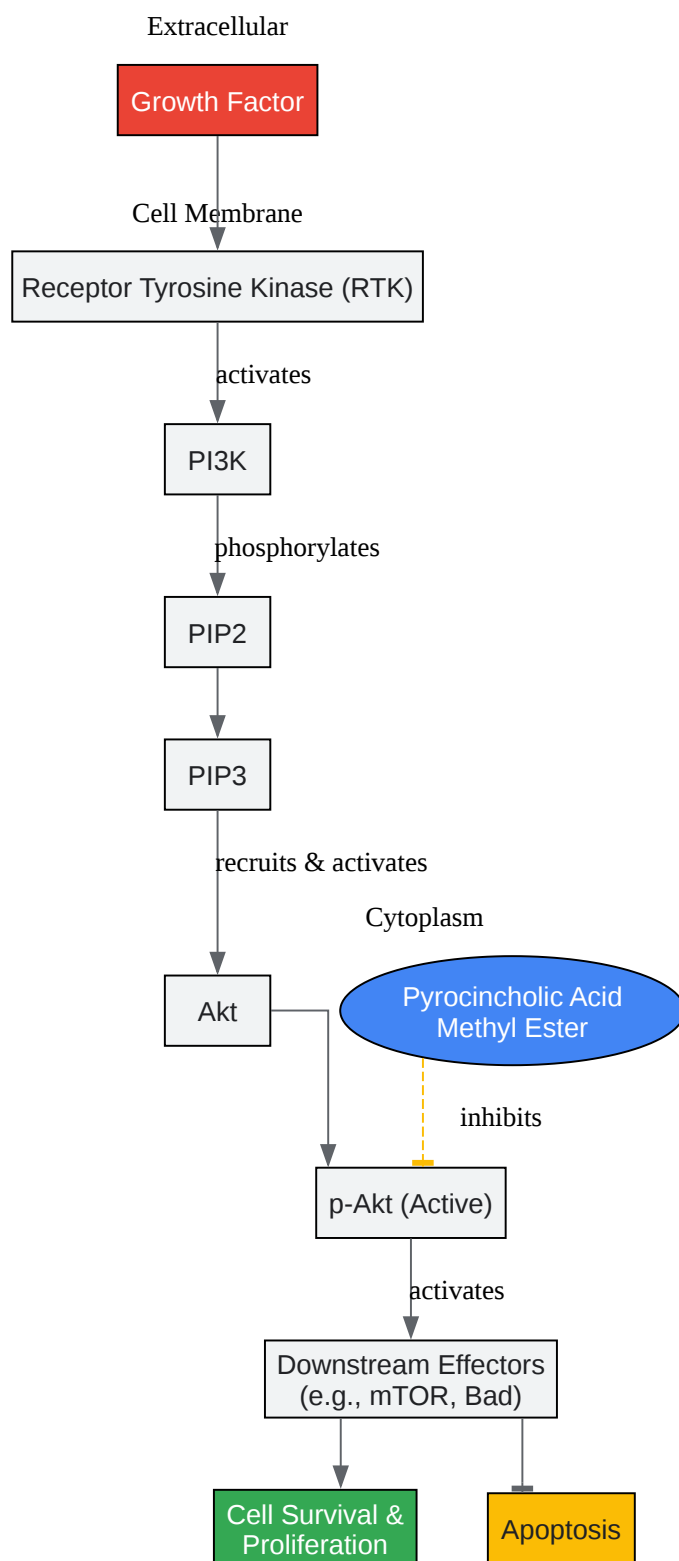 Extracellular
Growth Factor
Cell Membrane
Receptor Tyrosine Kinase (RTK)
activates
PI3K
phosphorylates
PIP2
PIP3
recruits & activates
Cytoplasm
Akt
Pyrocincholic Acid
Methyl Ester
inhibits
p-Akt (Active)
activates
Downstream Effectors
(e.g., mTOR, Bad)
Cell Survival &
Proliferation
Apoptosis